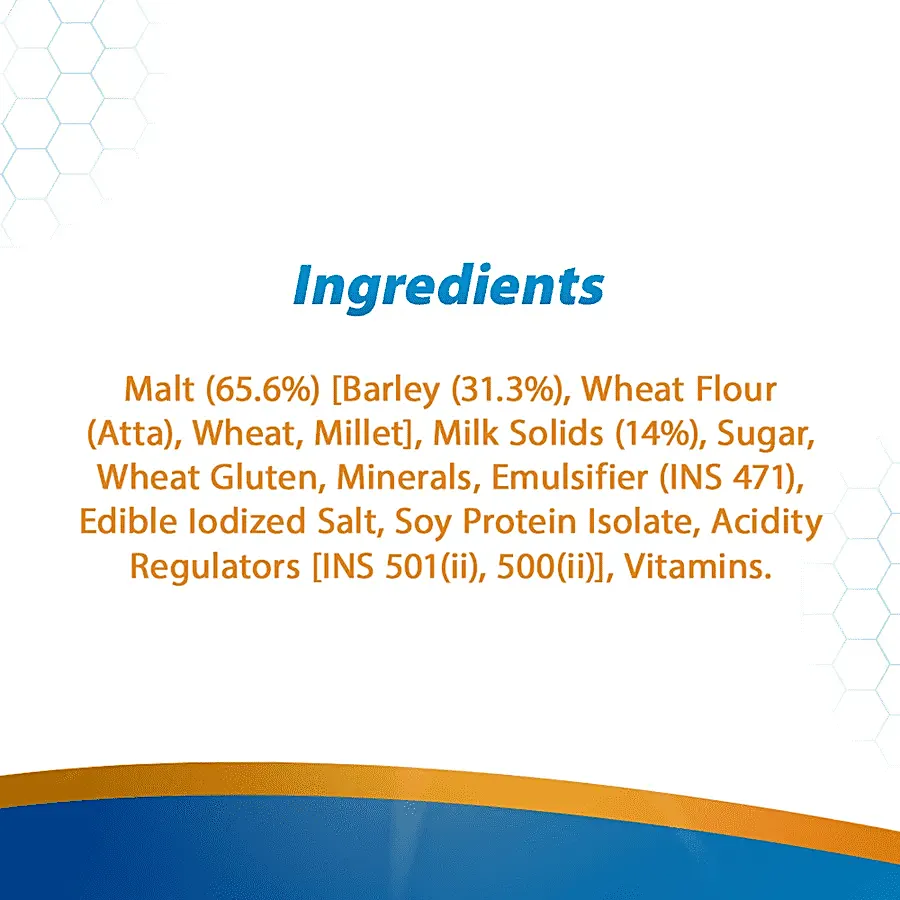 Ingredients
Malt (65.6%) [Barley (31.3%), Wheat Flour
(Atta), Wheat, Millet], Milk Solids (14%), Sugar,
Wheat Gluten, Minerals, Emulsifier (INS 471),
Edible Iodized Salt, Soy Protein Isolate, Acidity
Regulators [INS 501(ii), 500(ii)], Vitamins.